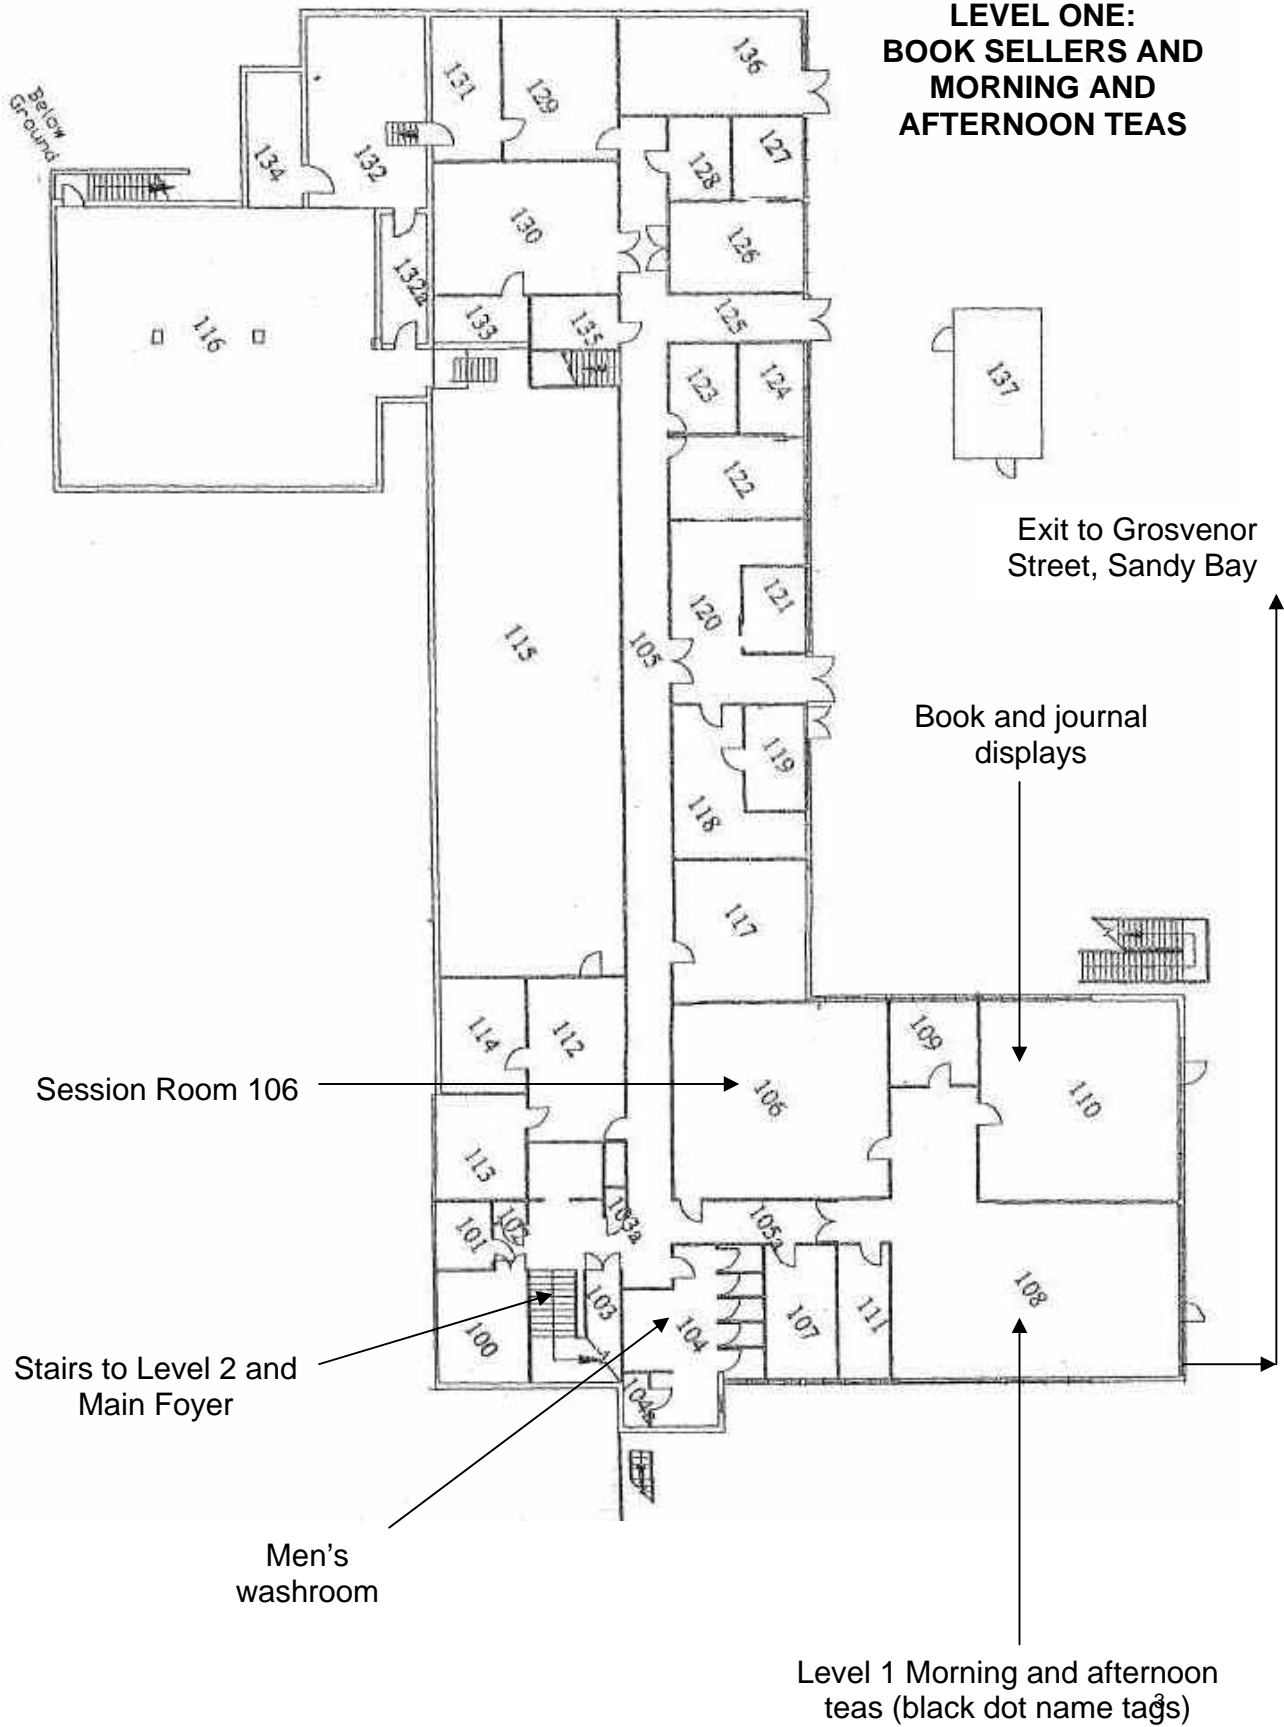 LEVEL ONE:
BOOK SELLERS AND
MORNING AND
AFTERNOON TEAS
136
131
129
Below
Ground
134
132
128
127
130
126
132a
116
133
135
125
123
124
137
122
Exit to Grosvenor
Street, Sandy Bay
121
120
115
105
Book and journal
displays
119
118
117
114
112
109
Session Room 106
106
110
113
103a
102
101
105a
108
103
100
104
107
111
Stairs to Level 2 and
Main Foyer
104a
Men's
washroom
Level 1 Morning and afternoon
teas (black dot name tags)
3